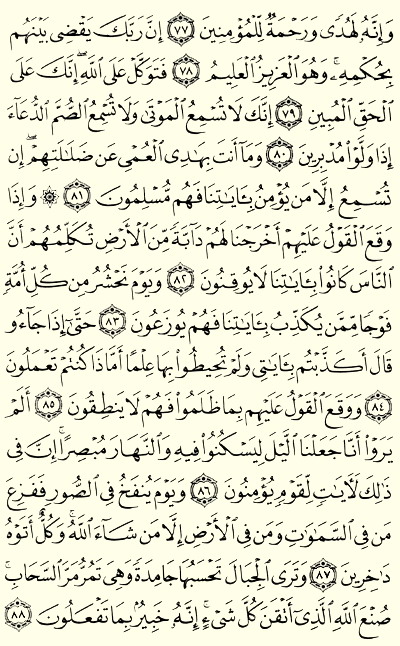 وَإِنَّهُۥ لَهُدًى وَرَحْمَةٌ لِّلْمُؤْمِنِينَ ٧٧ إِنَّ رَبَّكَ يَقْضِى بَيْنَهُم
بِحُكْمِهِۦ ۚ وَهُوَ ٱلْعَزِيزُ ٱلْعَلِيمُ ٧٨ فَتَوَكَّلْ عَلَى ٱللَّهِ ۖ إِنَّكَ عَلَى
ٱلْحَقِّ ٱلْمُبِينِ ٧٩ إِنَّكَ لَا تُسْمِعُ ٱلْمَوْتَىٰ وَلَا تُسْمِعُ ٱلصُّمَّ ٱلدُّعَآءَ
إِذَا وَلَّوْا۟ مُدْبِرِينَ ٨٠ وَمَآ أَنتَ بِهَـٰدِى ٱلْعُمْىِ عَن ضَلَـٰلَتِهِمْ ۖ إِن
تُسْمِعُ إِلَّا مَن يُؤْمِنُ بِـَٔايَـٰتِنَا فَهُم مُّسْلِمُونَ ٨١ ۞ وَإِذَا
وَقَعَ ٱلْقَوْلُ عَلَيْهِمْ أَخْرَجْنَا لَهُمْ دَآبَّةً مِّنَ ٱلْأَرْضِ تُكَلِّمُهُمْ أَنَّ
ٱلنَّاسَ كَانُوا۟ بِـَٔايَـٰتِنَا لَا يُوقِنُونَ ٨٢ وَيَوْمَ نَحْشُرُ مِن كُلِّ أُمَّةٍ
فَوْجًا مِّمَّن يُكَذِّبُ بِـَٔايَـٰتِنَا فَهُمْ يُوزَعُونَ ٨٣ حَتَّىٰٓ إِذَا جَآءُو
قَالَ أَكَذَّبْتُم بِـَٔايَـٰتِى وَلَمْ تُحِيطُوا۟ بِهَا عِلْمًا أَمَّاذَا كُنتُمْ تَعْمَلُونَ
٨٤ وَوَقَعَ ٱلْقَوْلُ عَلَيْهِم بِمَا ظَلَمُوا۟ فَهُمْ لَا يَنطِقُونَ ٨٥ أَلَمْ
يَرَوْا۟ أَنَّا جَعَلْنَا ٱلَّيْلَ لِيَسْكُنُوا۟ فِيهِ وَٱلنَّهَارَ مُبْصِرًا ۚ إِنَّ فِى
ذَٰلِكَ لَـَٔايَـٰتٍ لِّقَوْمٍ يُؤْمِنُونَ ٨٦ وَيَوْمَ يُنفَخُ فِى ٱلصُّورِ فَفَزِعَ
مَن فِى ٱلسَّمَـٰوَٰتِ وَمَن فِى ٱلْأَرْضِ إِلَّا مَن شَآءَ ٱللَّهُ ۚ وَكُلٌّ أَتَوْهُ
دَٰخِرِينَ ٨٧ وَتَرَى ٱلْجِبَالَ تَحْسَبُهَا جَامِدَةً وَهِىَ تَمُرُّ مَرَّ ٱلسَّحَابِ ۚ
صُنْعَ ٱللَّهِ ٱلَّذِىٓ أَتْقَنَ كُلَّ شَىْءٍ ۚ إِنَّهُۥ خَبِيرٌۢ بِمَا تَفْعَلُونَ ٨٨